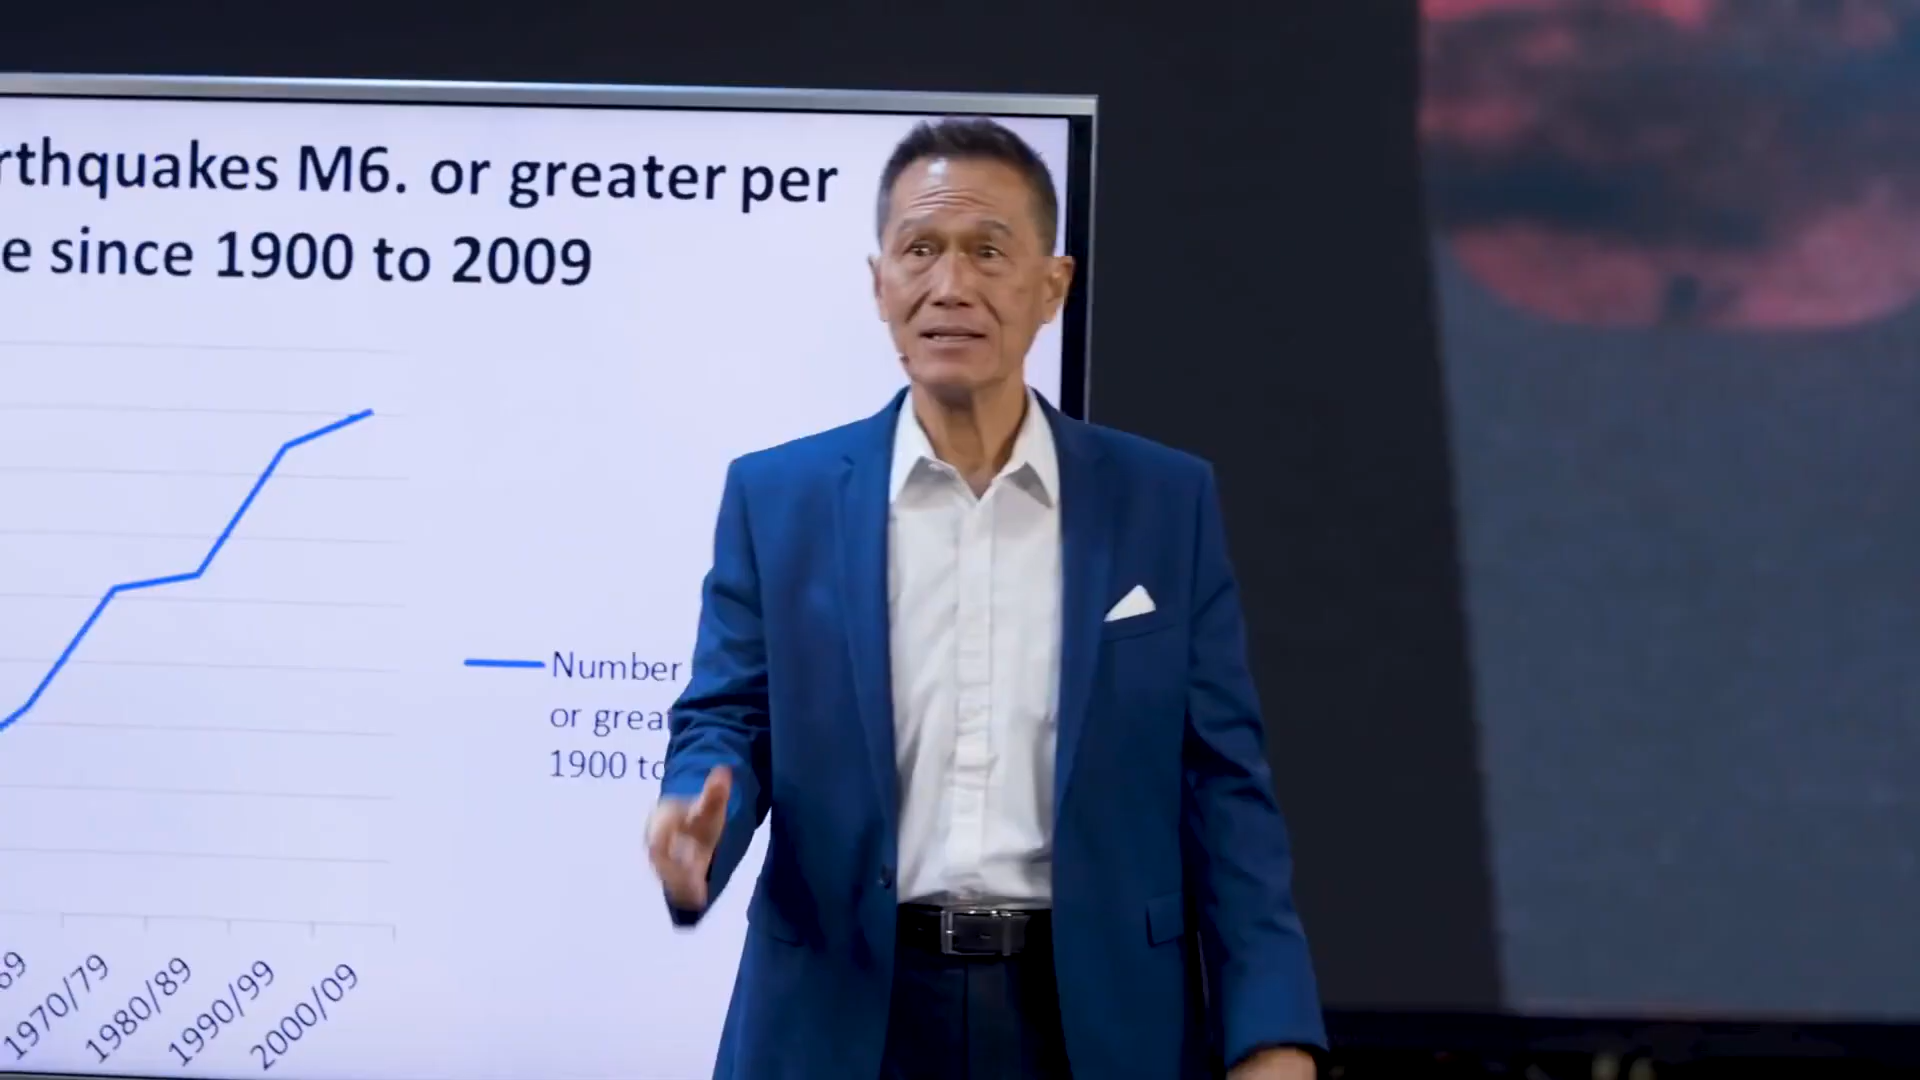 rthquakes M6. or greater per
e since 1900 to 2009
Number
or grea
1900 to
69
1970/79
1980/89
1990/99
2000/09